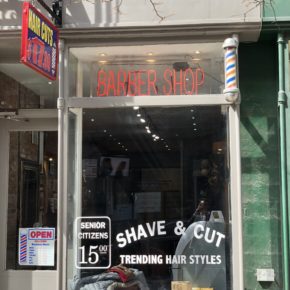 HAIR CUTS
BARBER SHOP
OPEN
SENIOR
CITIZENS
15.00
SHAVE & CUT
TRENDING HAIR STYLES